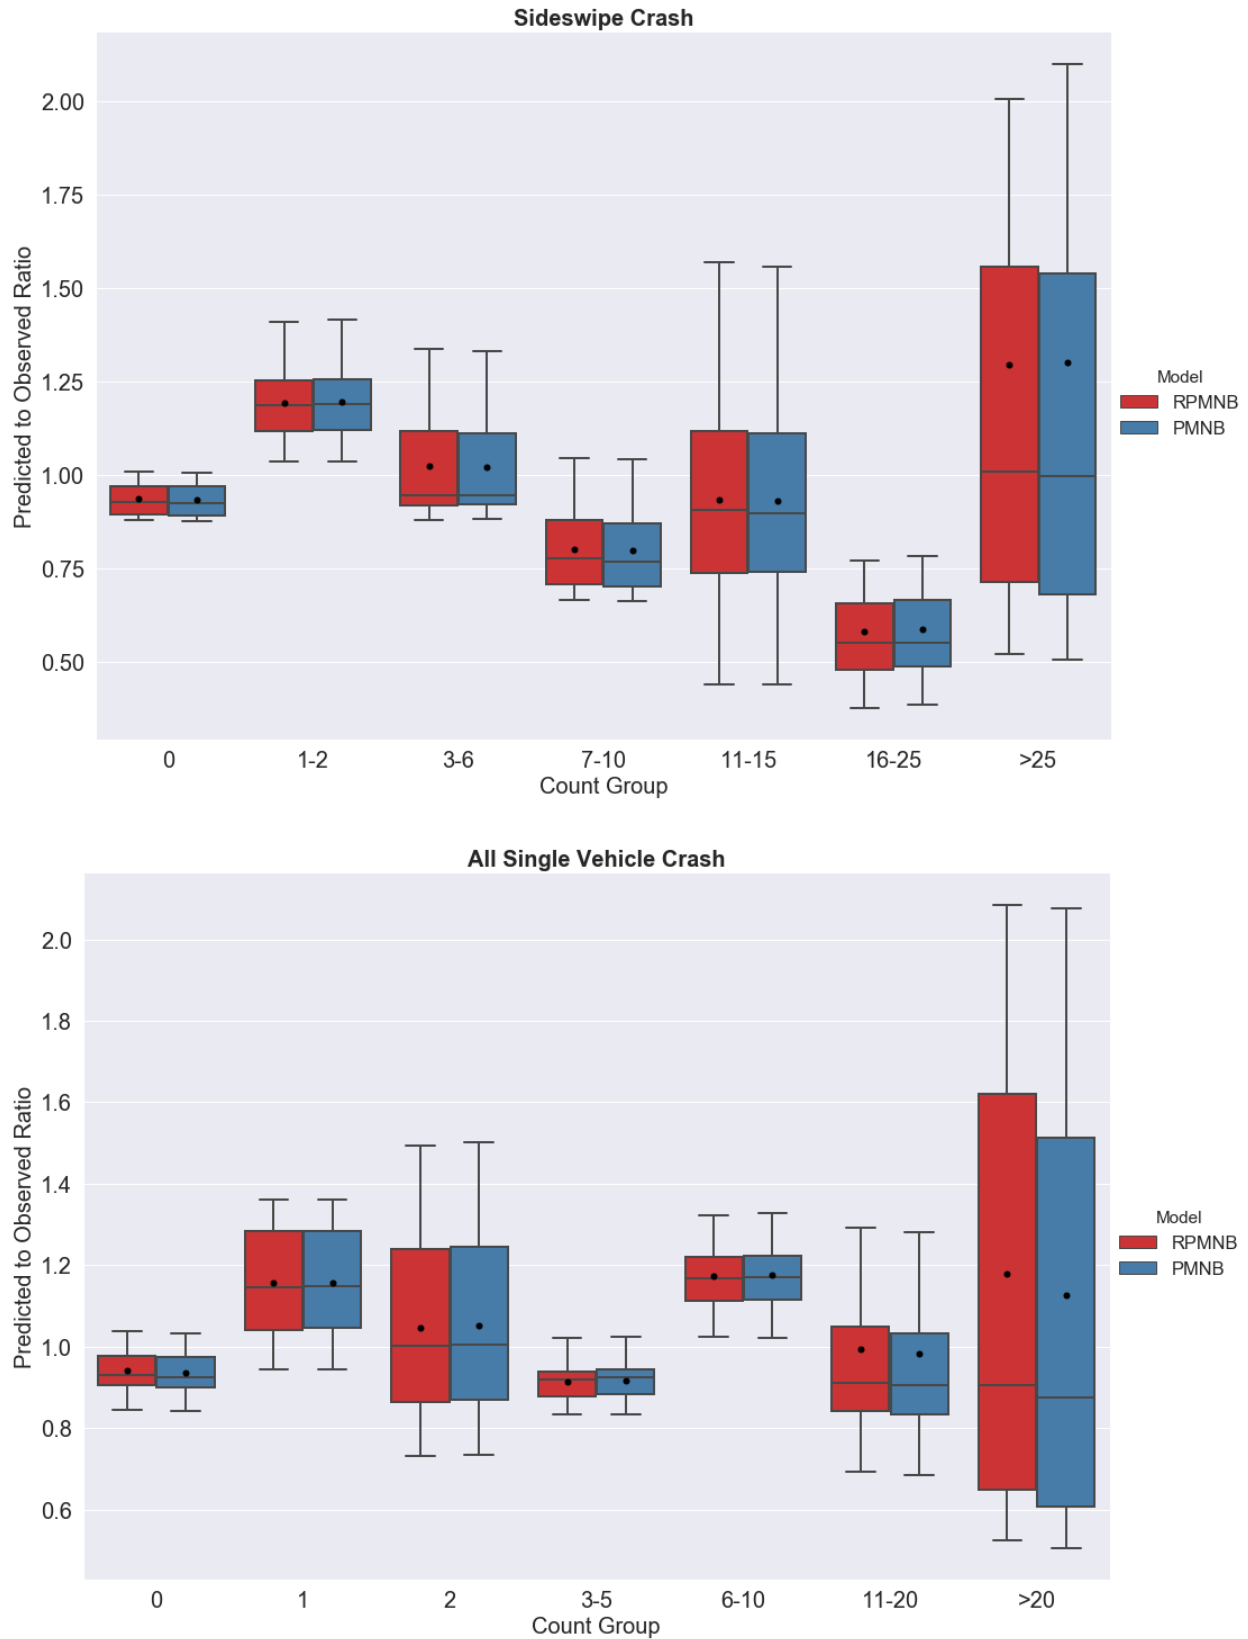 Sideswipe Crash
2.00
1.75
1.50
1.25
1.00
0.75
0.50
Predicted to Observed Ratio
0 1-2 3-6 7-10 11-15 16-25 >25
Count Group
Model
RPMNB
PMNB
All Single Vehicle Crash
2.0
1.8
1.6
1.4
1.2
1.0
0.8
0.6
Predicted to Observed Ratio
0 1 2 3-5 6-10 11-20 >20
Count Group
Model
RPMNB
PMNB